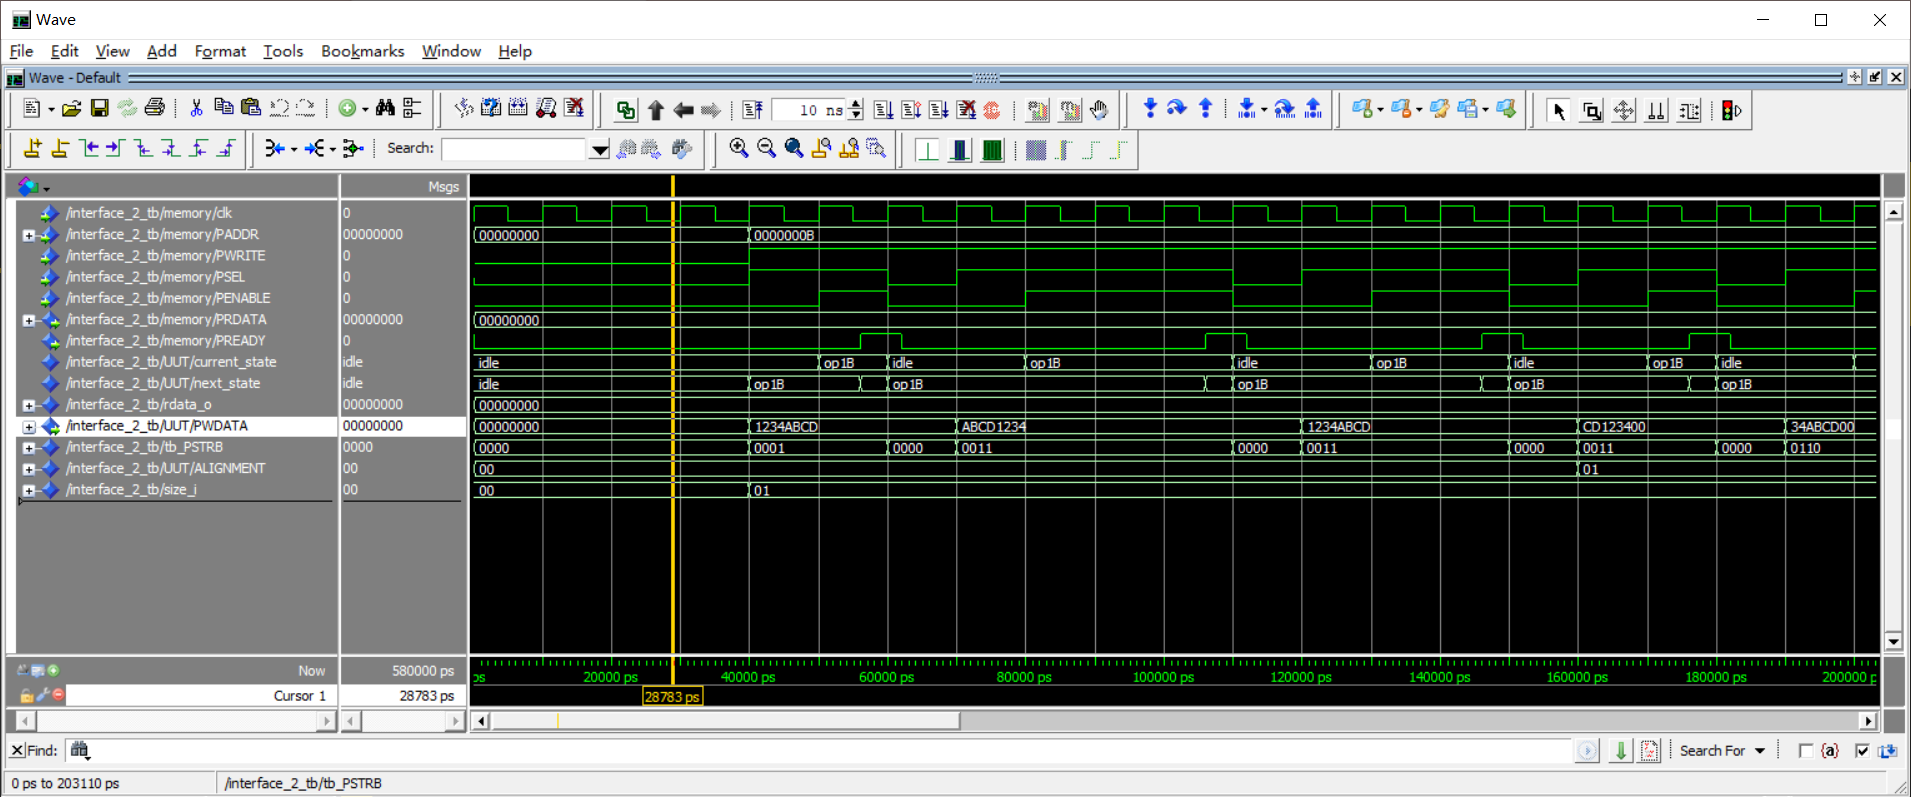 Wave
File Edit View Add Format Tools Bookmarks Window Help
Wave - Default
10 ns
Search:
Msgs
/interface_2_tb/memory/clk 0
/interface_2_tb/memory/PADDR 00000000 00000000 0000000B
/interface_2_tb/memory/PWRITE 0
/interface_2_tb/memory/PSEL 0
/interface_2_tb/memory/PENABLE 0
/interface_2_tb/memory/PRDATA 00000000 00000000
/interface_2_tb/memory/PREADY 0
/interface_2_tb/UUT/current_state idle idle op1B idle op1B idle op1B idle op1B idle
/interface_2_tb/UUT/next_state idle idle op1B op1B op1B op1B op1B
/interface_2_tb/rdata_o 00000000 00000000
/interface_2_tb/UUT/PWDATA 00000000 00000000 1234ABCD ABCD1234 1234ABCD CD123400 34ABCD00
/interface_2_tb/tb_PSTRB 0000 0000 0001 0000 0011 0000 0011 0000 0011 0000 0110
/interface_2_tb/UUT/ALIGNMENT 00 00 01
/interface_2_tb/size_i 00 00 01
Now 580000 ps ps 20000 ps 40000 ps 60000 ps 80000 ps 100000 ps 120000 ps 140000 ps 160000 ps 180000 ps 200000 p
Cursor 1 28783 ps 28783 ps
Find: Search For {a}
0 ps to 203110 ps /interface_2_tb/tb_PSTRB